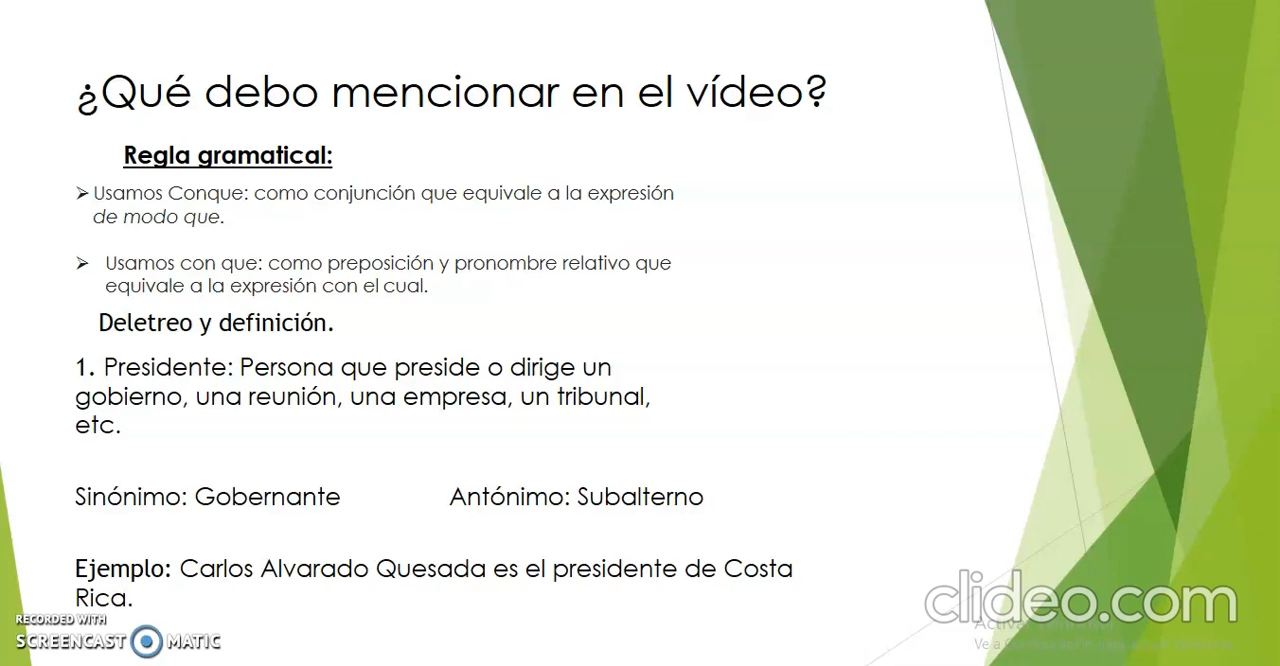 ¿Qué debo mencionar en el vídeo?
Regla gramatical:
➢ Usamos Conque: como conjunción que equivale a la expresión
de modo que.
➢ Usamos con que: como preposición y pronombre relativo que
equivale a la expresión con el cual.
Deletreo y definición.
1. Presidente: Persona que preside o dirige un
gobierno, una reunión, una empresa, un tribunal,
etc.
Sinónimo: Gobernante Antónimo: Subalterno
Ejemplo: Carlos Alvarado Quesada es el presidente de Costa
Rica.
RECORDED WITH
SCREENCAST MATIC
clideo.com